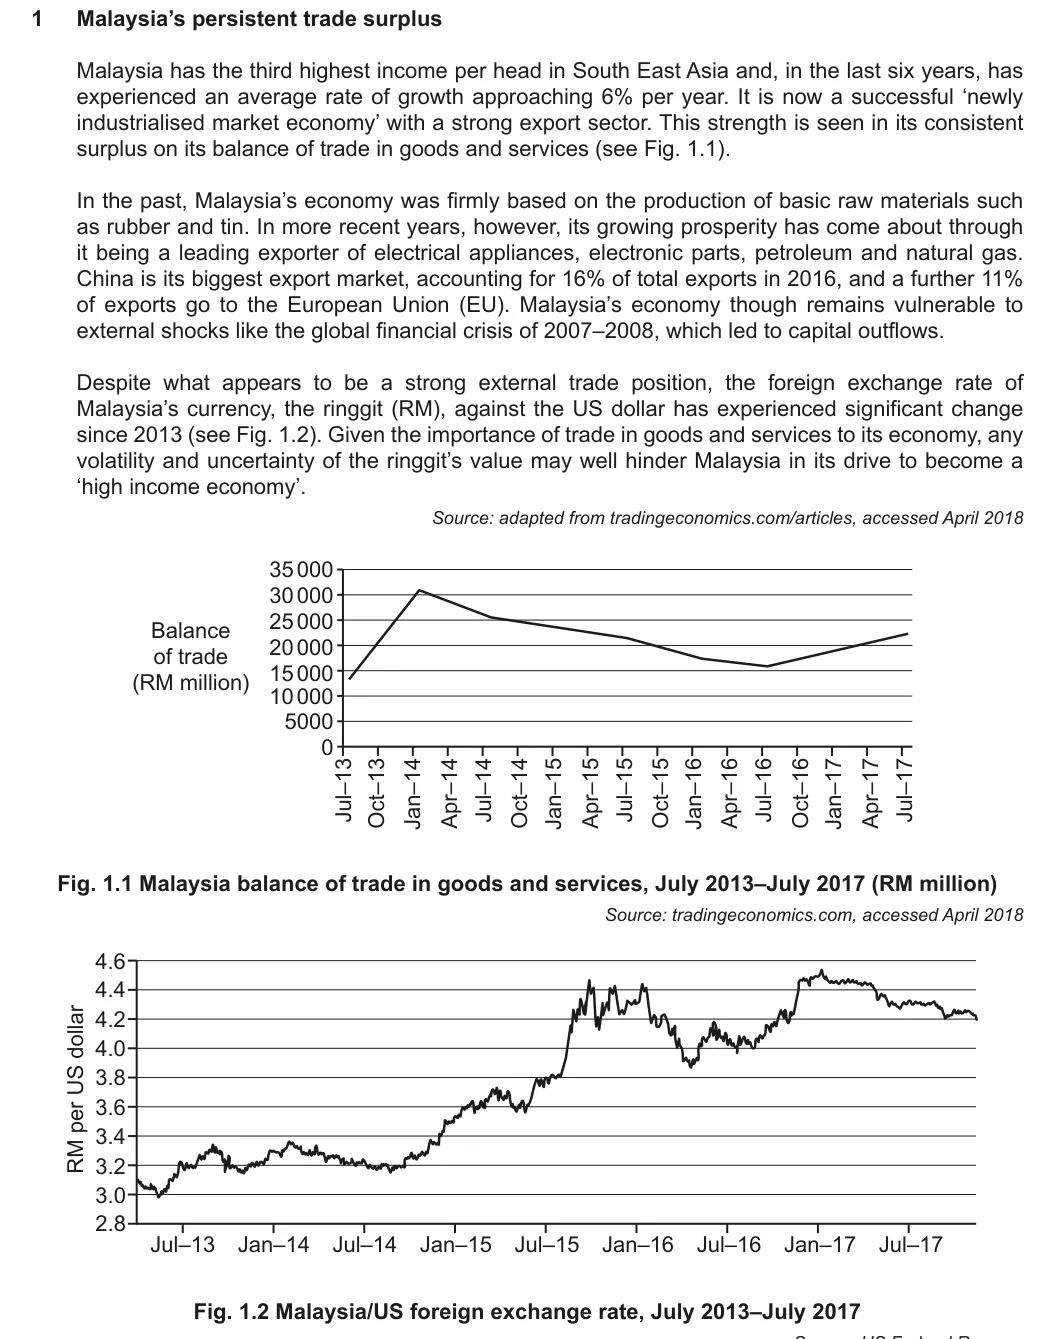 1 Malaysia’s persistent trade surplus
Malaysia has the third highest income per head in South East Asia and, in the last six years, has
experienced an average rate of growth approaching 6% per year. It is now a successful ‘newly
industrialised market economy’ with a strong export sector. This strength is seen in its consistent
surplus on its balance of trade in goods and services (see Fig. 1.1).
In the past, Malaysia’s economy was firmly based on the production of basic raw materials such
as rubber and tin. In more recent years, however, its growing prosperity has come about through
it being a leading exporter of electrical appliances, electronic parts, petroleum and natural gas.
China is its biggest export market, accounting for 16% of total exports in 2016, and a further 11%
of exports go to the European Union (EU). Malaysia’s economy though remains vulnerable to
external shocks like the global financial crisis of 2007–2008, which led to capital outflows.
Despite what appears to be a strong external trade position, the foreign exchange rate of
Malaysia’s currency, the ringgit (RM), against the US dollar has experienced significant change
since 2013 (see Fig. 1.2). Given the importance of trade in goods and services to its economy, any
volatility and uncertainty of the ringgit’s value may well hinder Malaysia in its drive to become a
‘high income economy’.
Source: adapted from tradingeconomics.com/articles, accessed April 2018
35 000
30 000
25 000
20 000
15 000
10 000
5000
0
Balance
of trade
(RM million)
Jul–13
Oct–13
Jan–14
Apr–14
Jul–14
Oct–14
Jan–15
Apr–15
Jul–15
Oct–15
Jan–16
Apr–16
Jul–16
Oct–16
Jan–17
Apr–17
Jul–17
Fig. 1.1 Malaysia balance of trade in goods and services, July 2013–July 2017 (RM million)
Source: tradingeconomics.com, accessed April 2018
4.6
4.4
4.2
4.0
3.8
3.6
3.4
3.2
3.0
2.8
RM per US dollar
Jul–13 Jan–14 Jul–14 Jan–15 Jul–15 Jan–16 Jul–16 Jan–17 Jul–17
Fig. 1.2 Malaysia/US foreign exchange rate, July 2013–July 2017